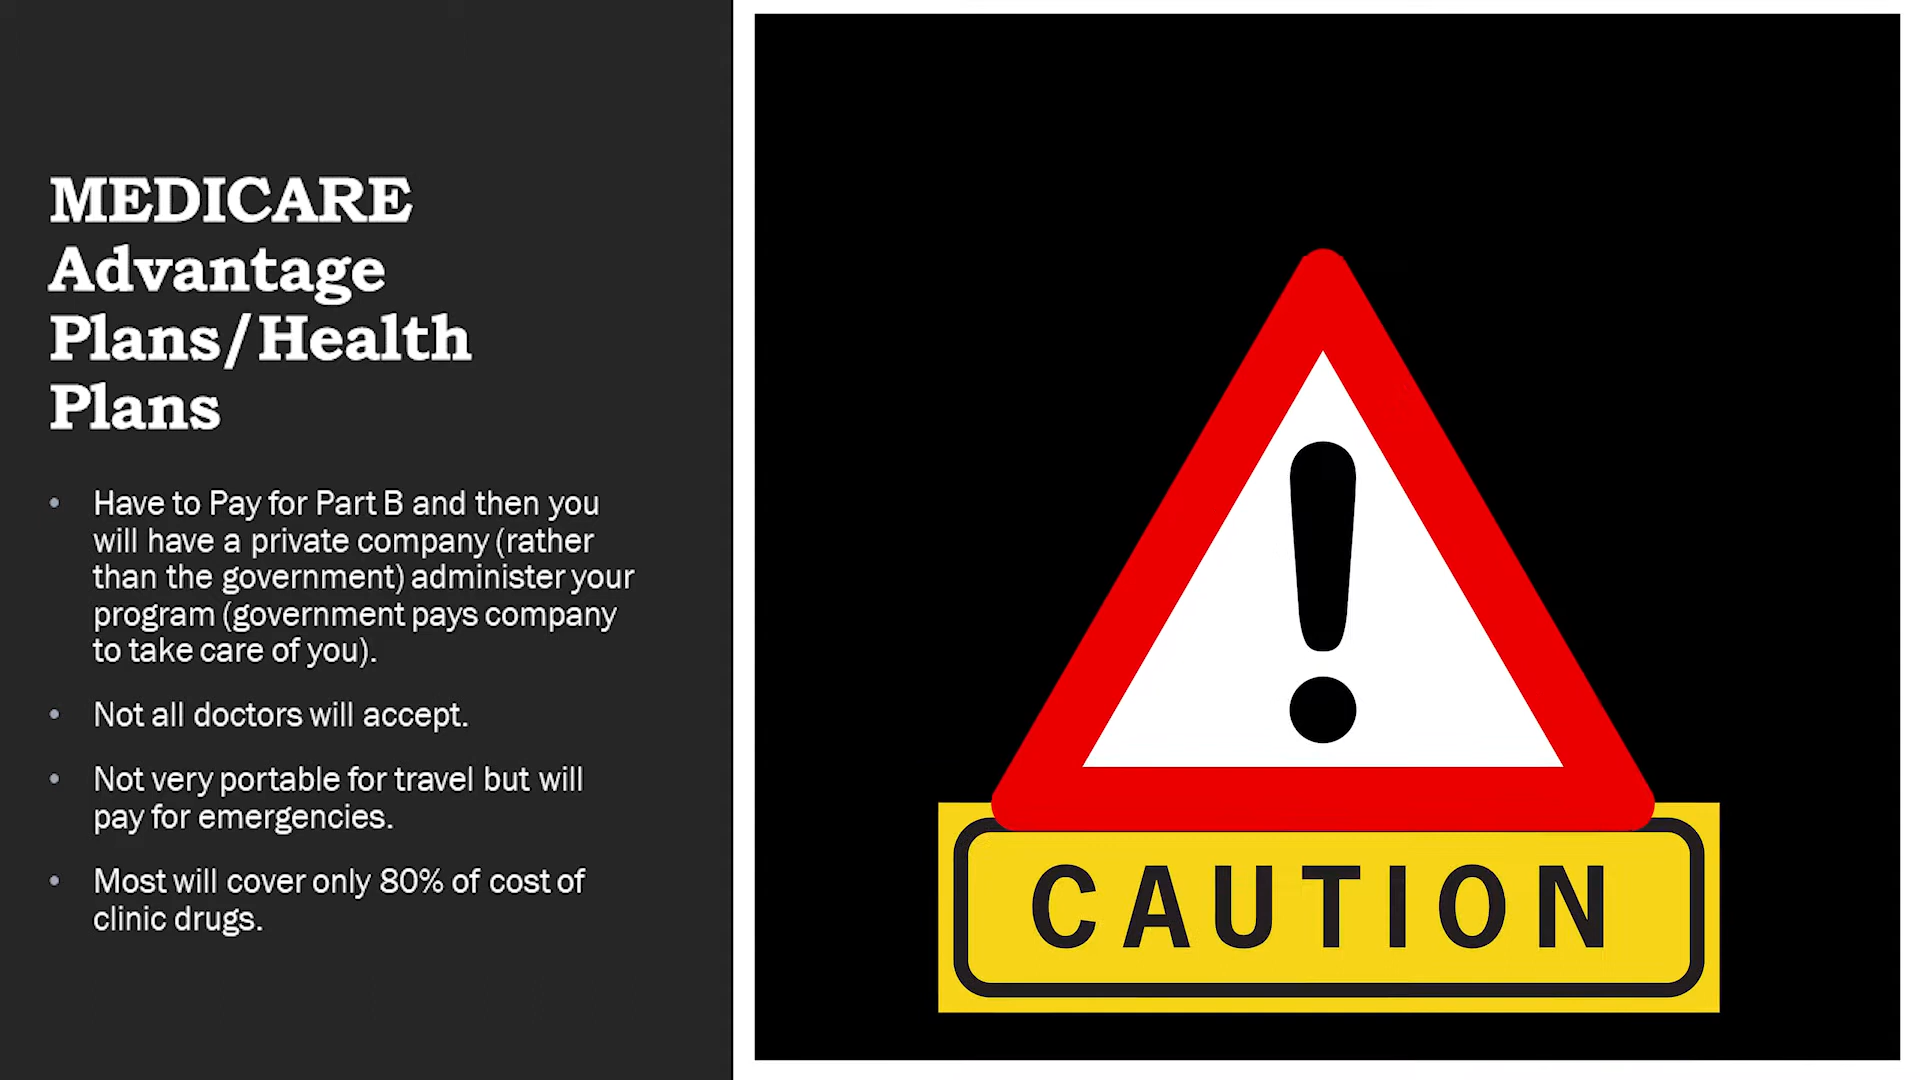 MEDICARE
Advantage
Plans/Health
Plans
• Have to Pay for Part B and then you
will have a private company (rather
than the government) administer your
program (government pays company
to take care of you).
• Not all doctors will accept.
• Not very portable for travel but will
pay for emergencies.
• Most will cover only 80% of cost of
clinic drugs.
!
CAUTION